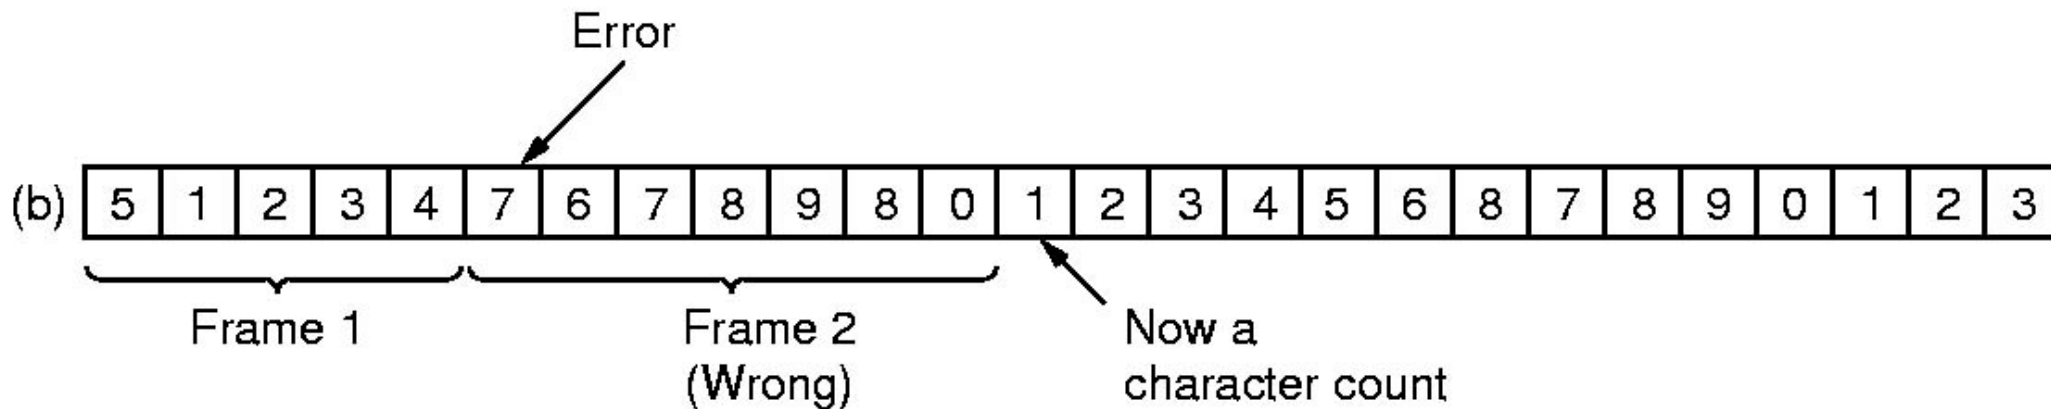 Error
(b) 5 1 2 3 4 7 6 7 8 9 8 0 1 2 3 4 5 6 8 7 8 9 0 1 2 3
Frame 1
Frame 2
(Wrong)
Now a
character count